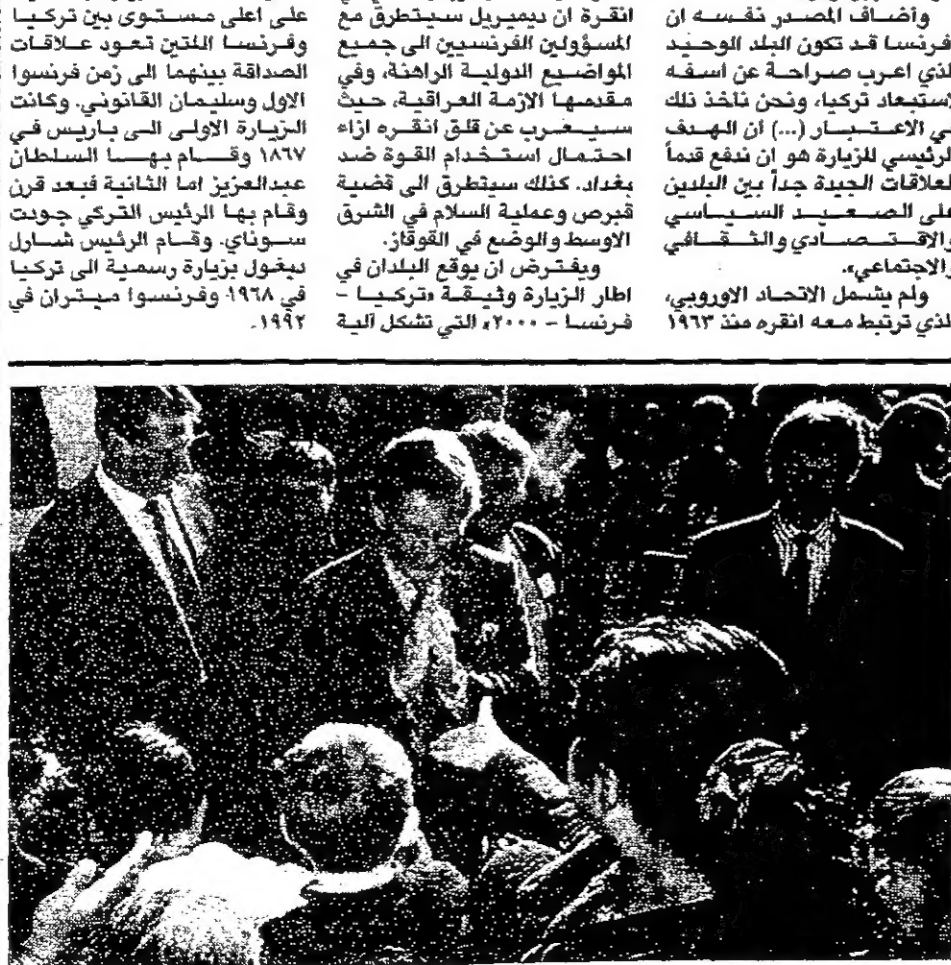 وأضاف المصدر نفسه ان
فرنسا قد تكون البلد الوحيد
الذي اعرب صراحة عن اسفه
لاستبعاد تركيا، ونحن نأخذ ذلك
في الاعتبار (...) أن الهدف
الرئيسي للزيارة هو ان ندفع قدماً
العلاقات الجيدة جداً بين البلدين
على الصعيد السياسي
والاقتصادي والثقافي
والاجتماعي».
ولم يشمل الاتحاد الاوروبي،
الذي ترتبط معه انقره منذ ١٩٦٣
انقرة ان ديميريل سيتطرق مع
المسؤولين الفرنسيين الى جميع
المواضيع الدولية الراهنة، وفي
مقدمها الازمة العراقية، حيث
سيعرب عن قلق انقره ازاء
احتمال استخدام القوة ضد
بغداد. كذلك سيتطرق الى قضية
قبرص وعملية السلام في الشرق
الاوسط والوضع في القوقاز.
ويفترض ان يوقع البلدان في
اطار الزيارة وثيقة «تركيا -
فرنسا - ٢٠٠٠» التي تشكل آلية
على اعلى مستوى بين تركيا
وفرنسا اللتين تعود علاقات
الصداقة بينهما الى زمن فرنسوا
الاول وسليمان القانوني. وكانت
الزيارة الاولى الى باريس في
١٨٦٧ وقام بها السلطان
عبدالعزيز اما الثانية فبعد قرن
وقام بها الرئيس التركي جودت
سوناي. وقام الرئيس شارل
ديغول بزيارة رسمية الى تركيا
في ١٩٦٨ وفرنسوا ميتران في
١٩٩٢.